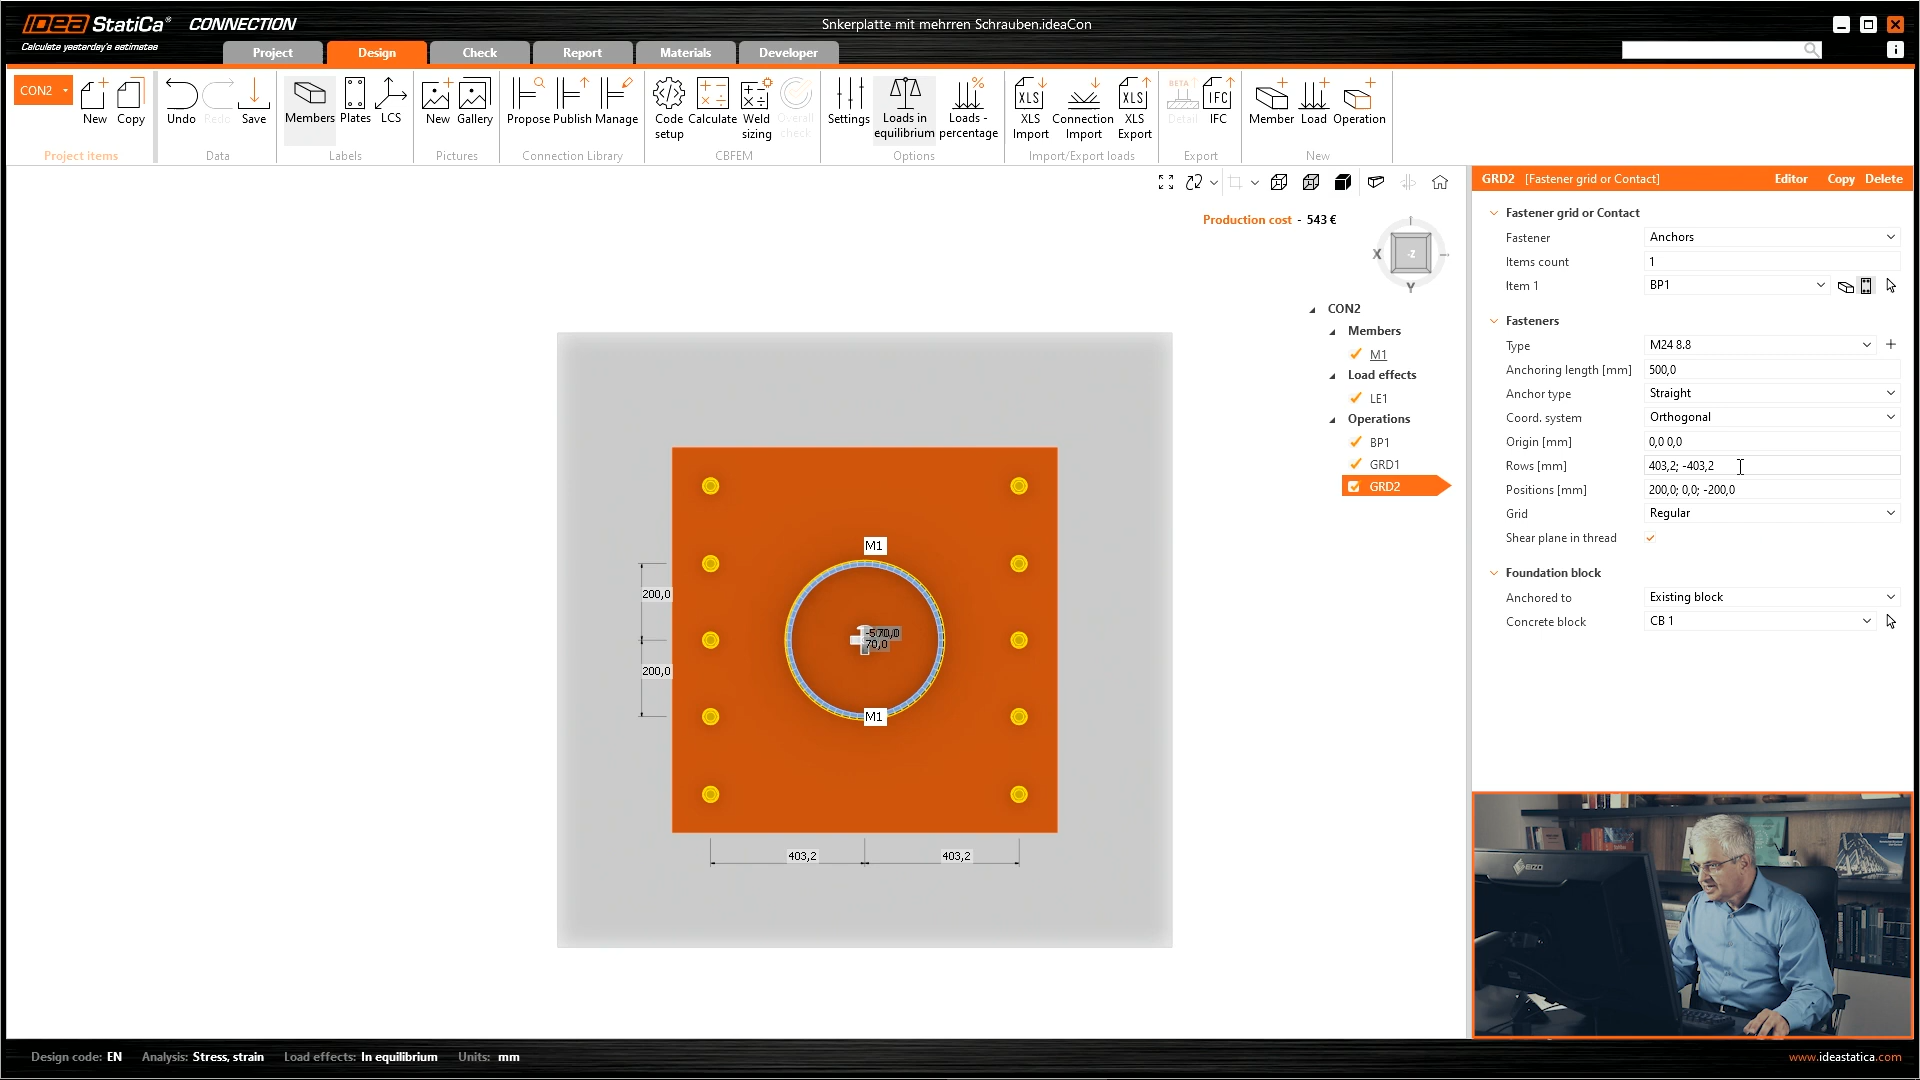 IDEA StatiCa® CONNECTION
Calculate yesterday's estimates
Snkerplatte mit mehrren Schrauben.ideaCon
Project
Design
Check
Report
Materials
Developer
CON2
New
Copy
Undo
Redo
Save
Members
Plates
LCS
New
Gallery
Propose
Publish
Manage
Code setup
Calculate
Weld sizing
Overall check
Settings
Loads in equilibrium
Loads - percentage
XLS Import
Connection Import
XLS Export
BETA
Detail
IFC
IFC
Member
Load
Operation
Project items
Data
Labels
Pictures
Connection Library
CBFEM
Options
Import/Export loads
Export
New
Production cost - 543 €
X
-Z
Y
CON2
Members
M1
Load effects
LE1
Operations
BP1
GRD1
GRD2
M1
200,0
-570,0
70,0
200,0
M1
403,2
403,2
GRD2 [Fastener grid or Contact]
Editor
Copy
Delete
Fastener grid or Contact
Fastener Anchors
Items count 1
Item 1 BP1
Fasteners
Type M24 8.8
Anchoring length [mm] 500,0
Anchor type Straight
Coord. system Orthogonal
Origin [mm] 0,0 0,0
Rows [mm] 403,2; -403,2
Positions [mm] 200,0; 0,0; -200,0
Grid Regular
Shear plane in thread
Foundation block
Anchored to Existing block
Concrete block CB 1
EIZO
Design code: EN Analysis: Stress, strain Load effects: In equilibrium Units: mm
www.ideastatica.com